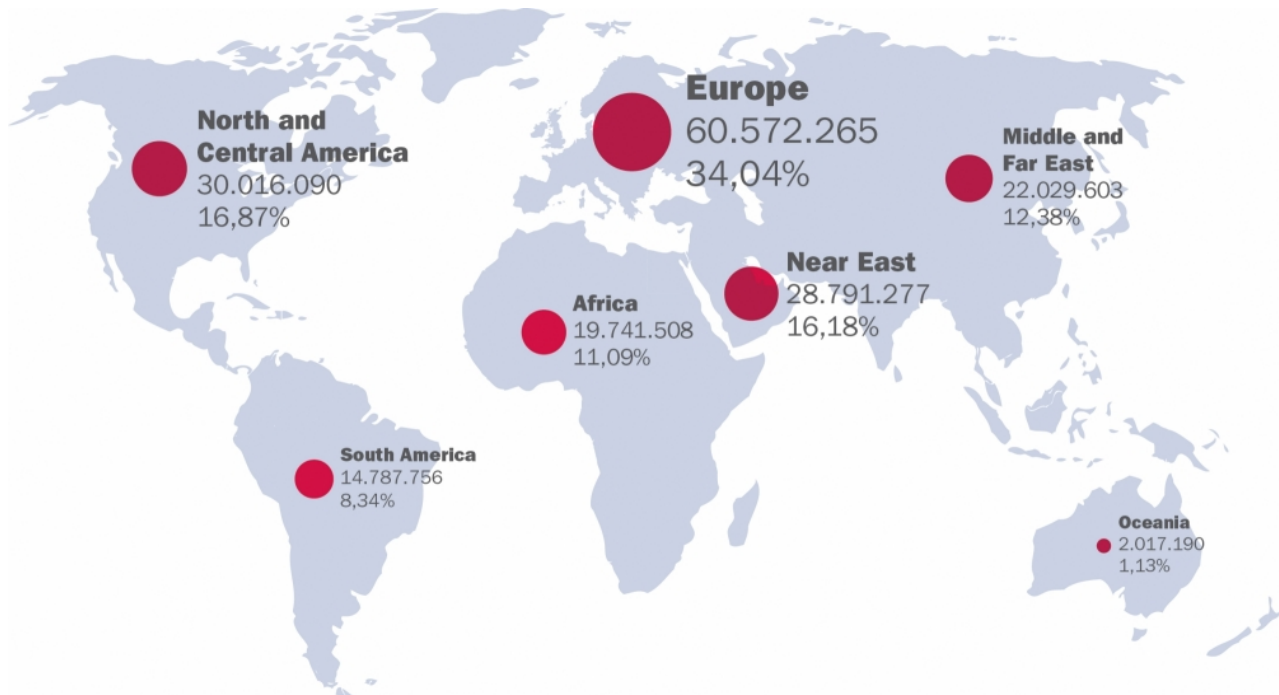 North and
Central America
30.016.090
16,87%
Europe
60.572.265
34,04%
Middle and
Far East
22.029.603
12,38%
Near East
28.791.277
16,18%
Africa
19.741.508
11,09%
South America
14.787.756
8,34%
Oceania
2.017.190
1,13%